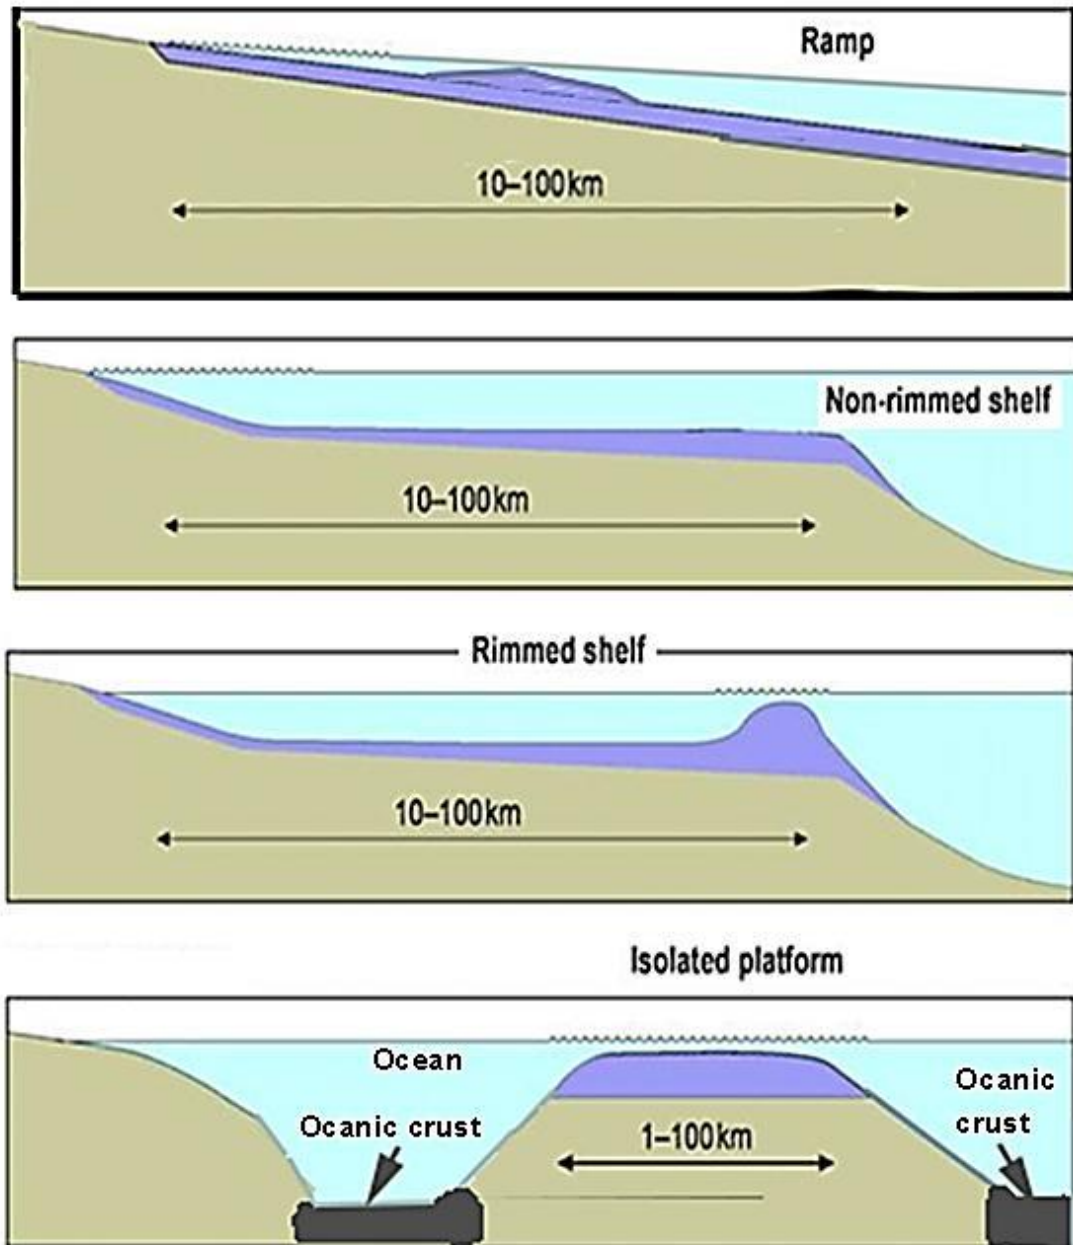 Ramp
10–100km
Non-rimmed shelf
10–100km
Rimmed shelf
10–100km
Isolated platform
Ocean
Ocanic crust
Ocanic
crust
1–100km